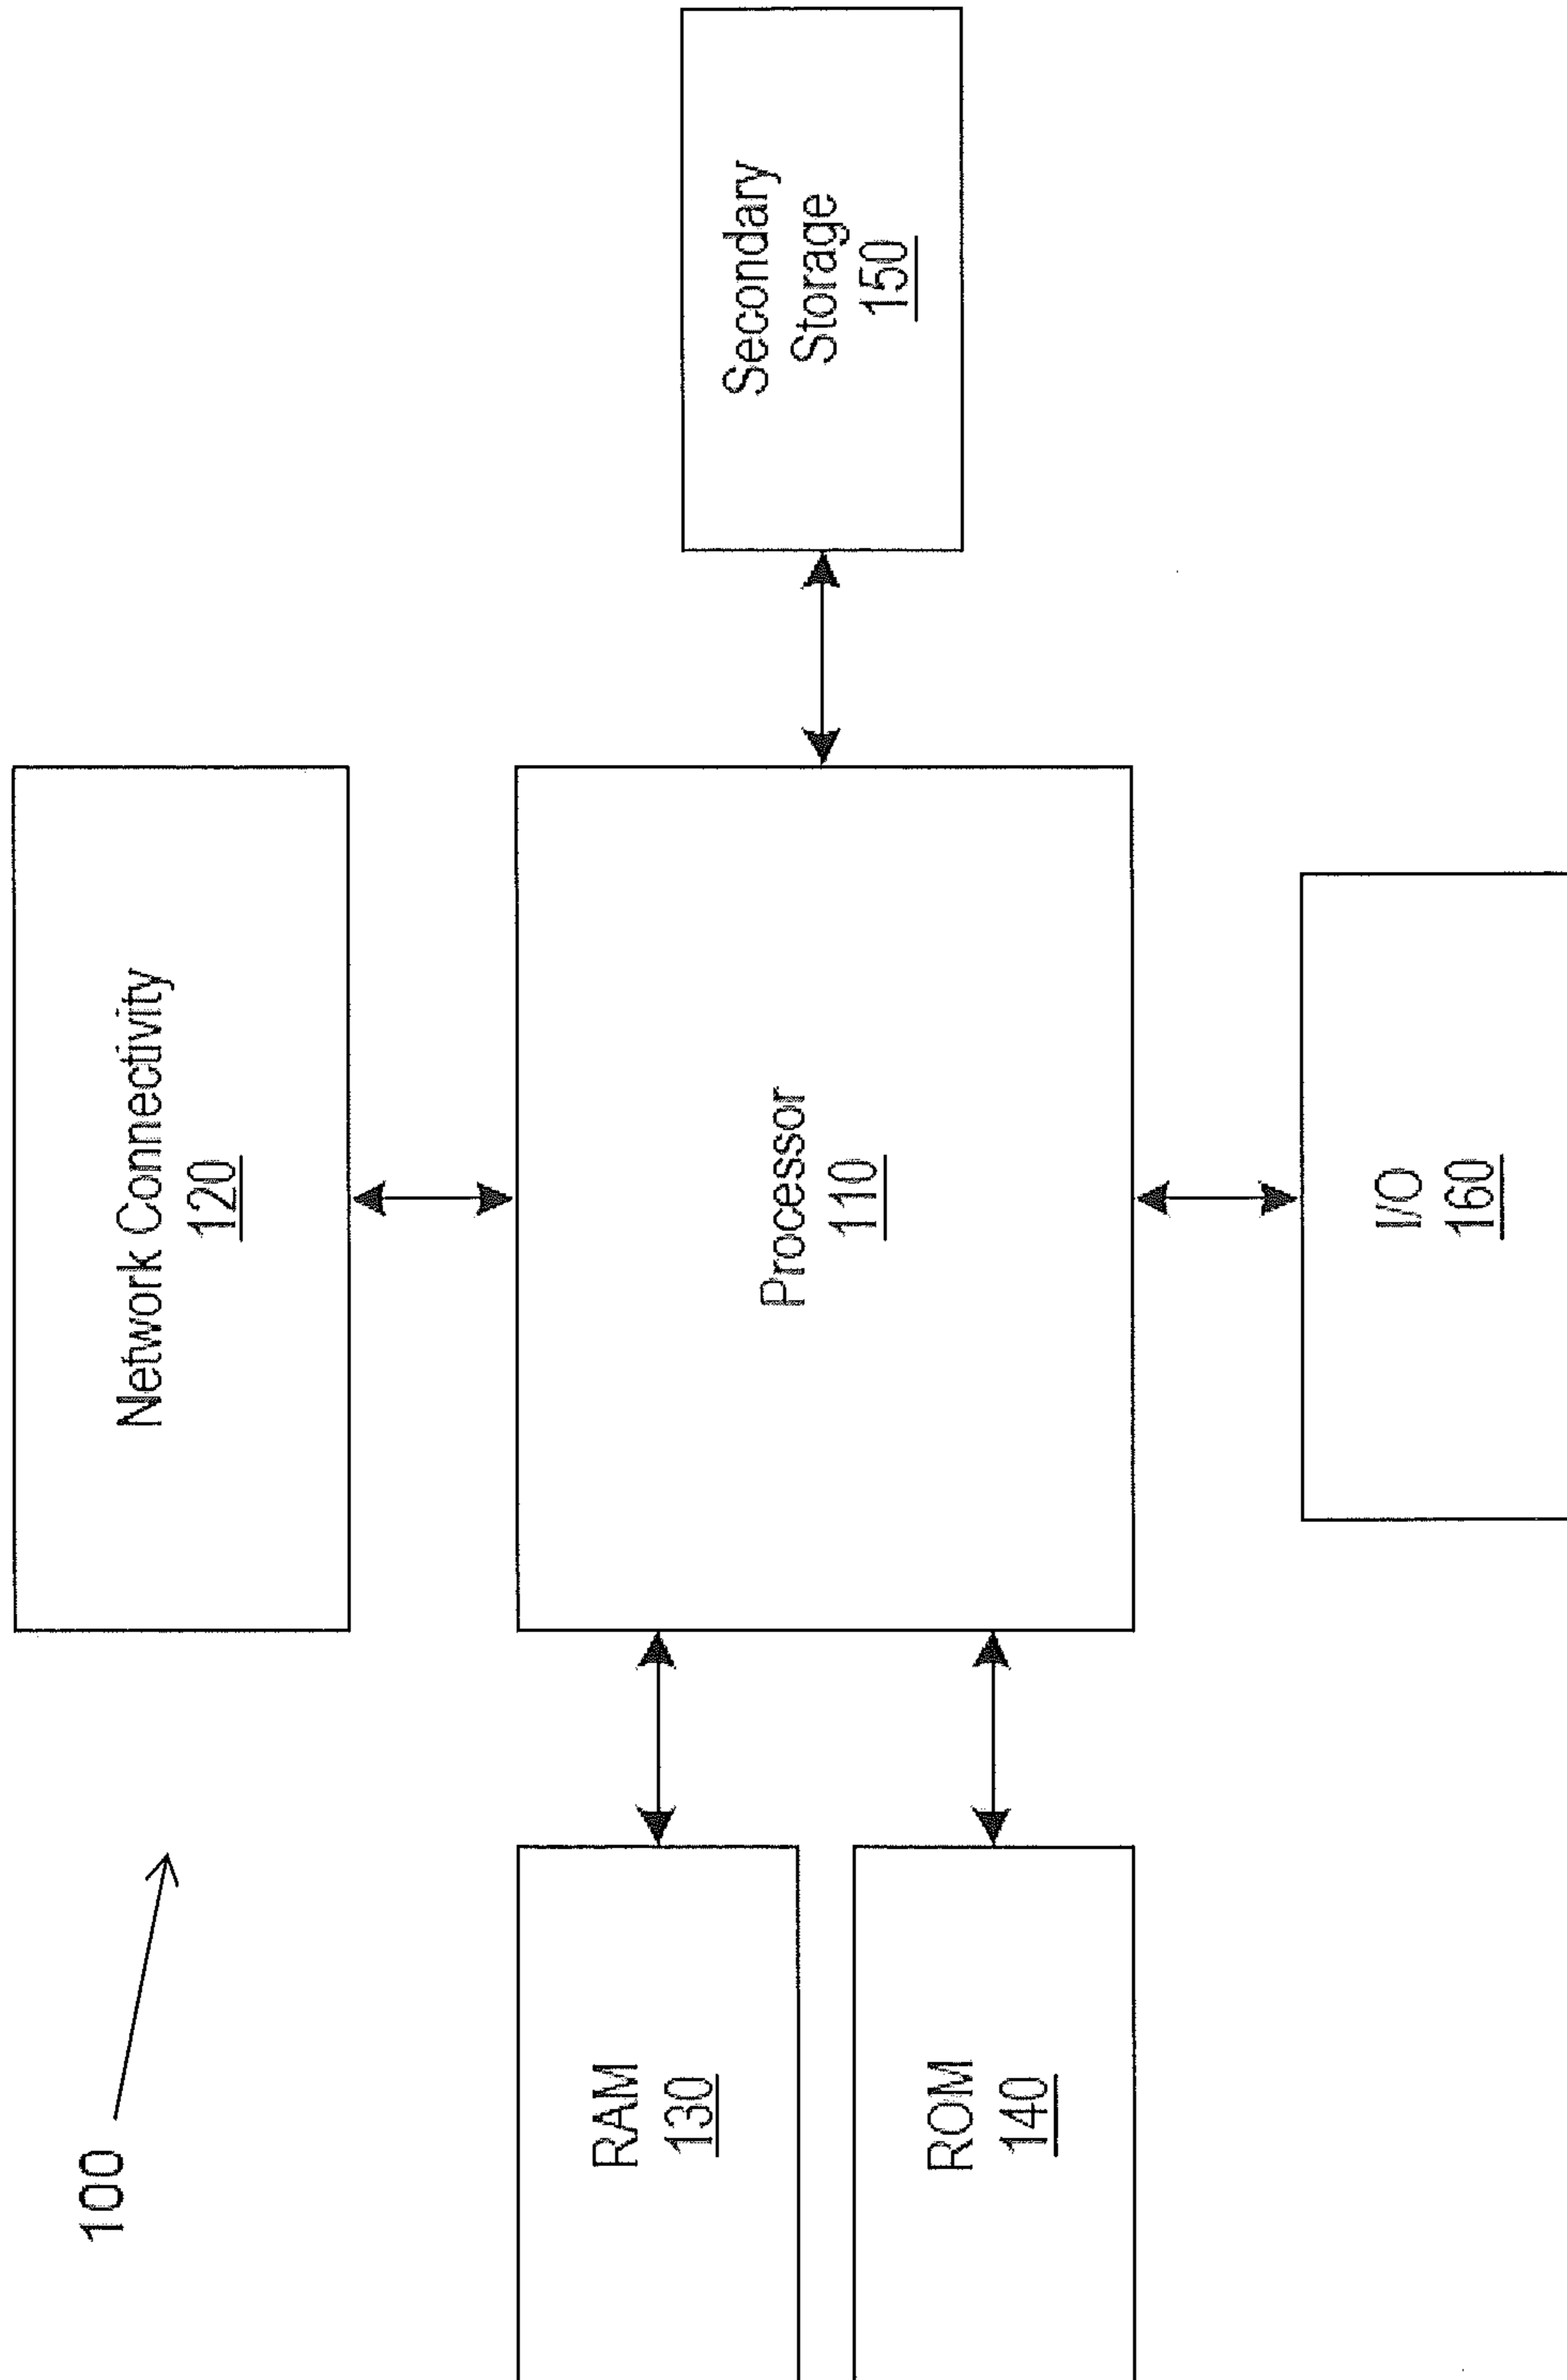 100
Network Connectivity
120
RAM
130
Processor
110
Secondary
Storage
150
ROM
140
I/O
160